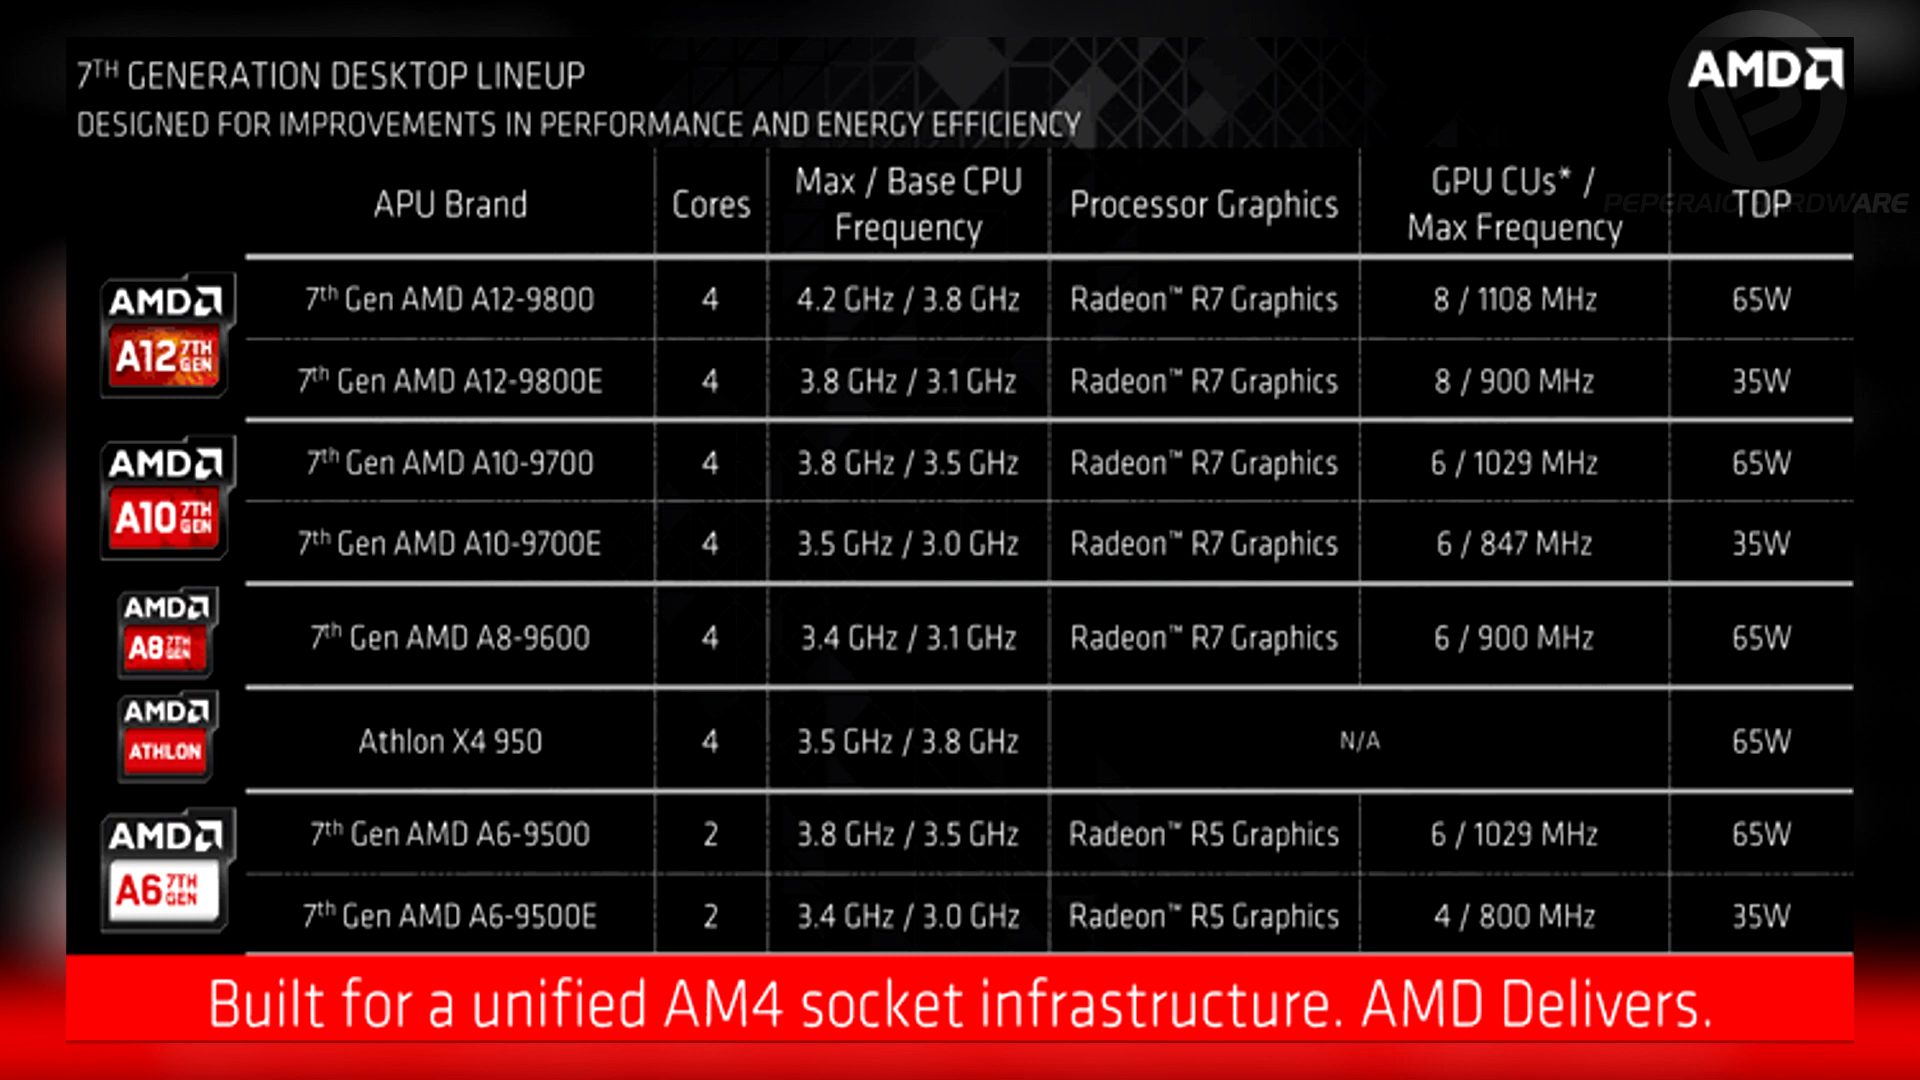 7TH GENERATION DESKTOP LINEUP
AMD
DESIGNED FOR IMPROVEMENTS IN PERFORMANCE AND ENERGY EFFICIENCY
APU Brand
Cores
Max / Base CPU
Frequency
Processor Graphics
GPU CUs* /
Max Frequency
TDP
PEPERAIO HARDWARE
AMD
A12 7TH GEN
7th Gen AMD A12-9800 4 4.2 GHz / 3.8 GHz Radeon™ R7 Graphics 8 / 1108 MHz 65W
7th Gen AMD A12-9800E 4 3.8 GHz / 3.1 GHz Radeon™ R7 Graphics 8 / 900 MHz 35W
AMD
A10 7TH GEN
7th Gen AMD A10-9700 4 3.8 GHz / 3.5 GHz Radeon™ R7 Graphics 6 / 1029 MHz 65W
7th Gen AMD A10-9700E 4 3.5 GHz / 3.0 GHz Radeon™ R7 Graphics 6 / 847 MHz 35W
AMD
A8 7TH GEN
7th Gen AMD A8-9600 4 3.4 GHz / 3.1 GHz Radeon™ R7 Graphics 6 / 900 MHz 65W
AMD
ATHLON
Athlon X4 950 4 3.5 GHz / 3.8 GHz N/A 65W
AMD
A6 7TH GEN
7th Gen AMD A6-9500 2 3.8 GHz / 3.5 GHz Radeon™ R5 Graphics 6 / 1029 MHz 65W
7th Gen AMD A6-9500E 2 3.4 GHz / 3.0 GHz Radeon™ R5 Graphics 4 / 800 MHz 35W
Built for a unified AM4 socket infrastructure. AMD Delivers.